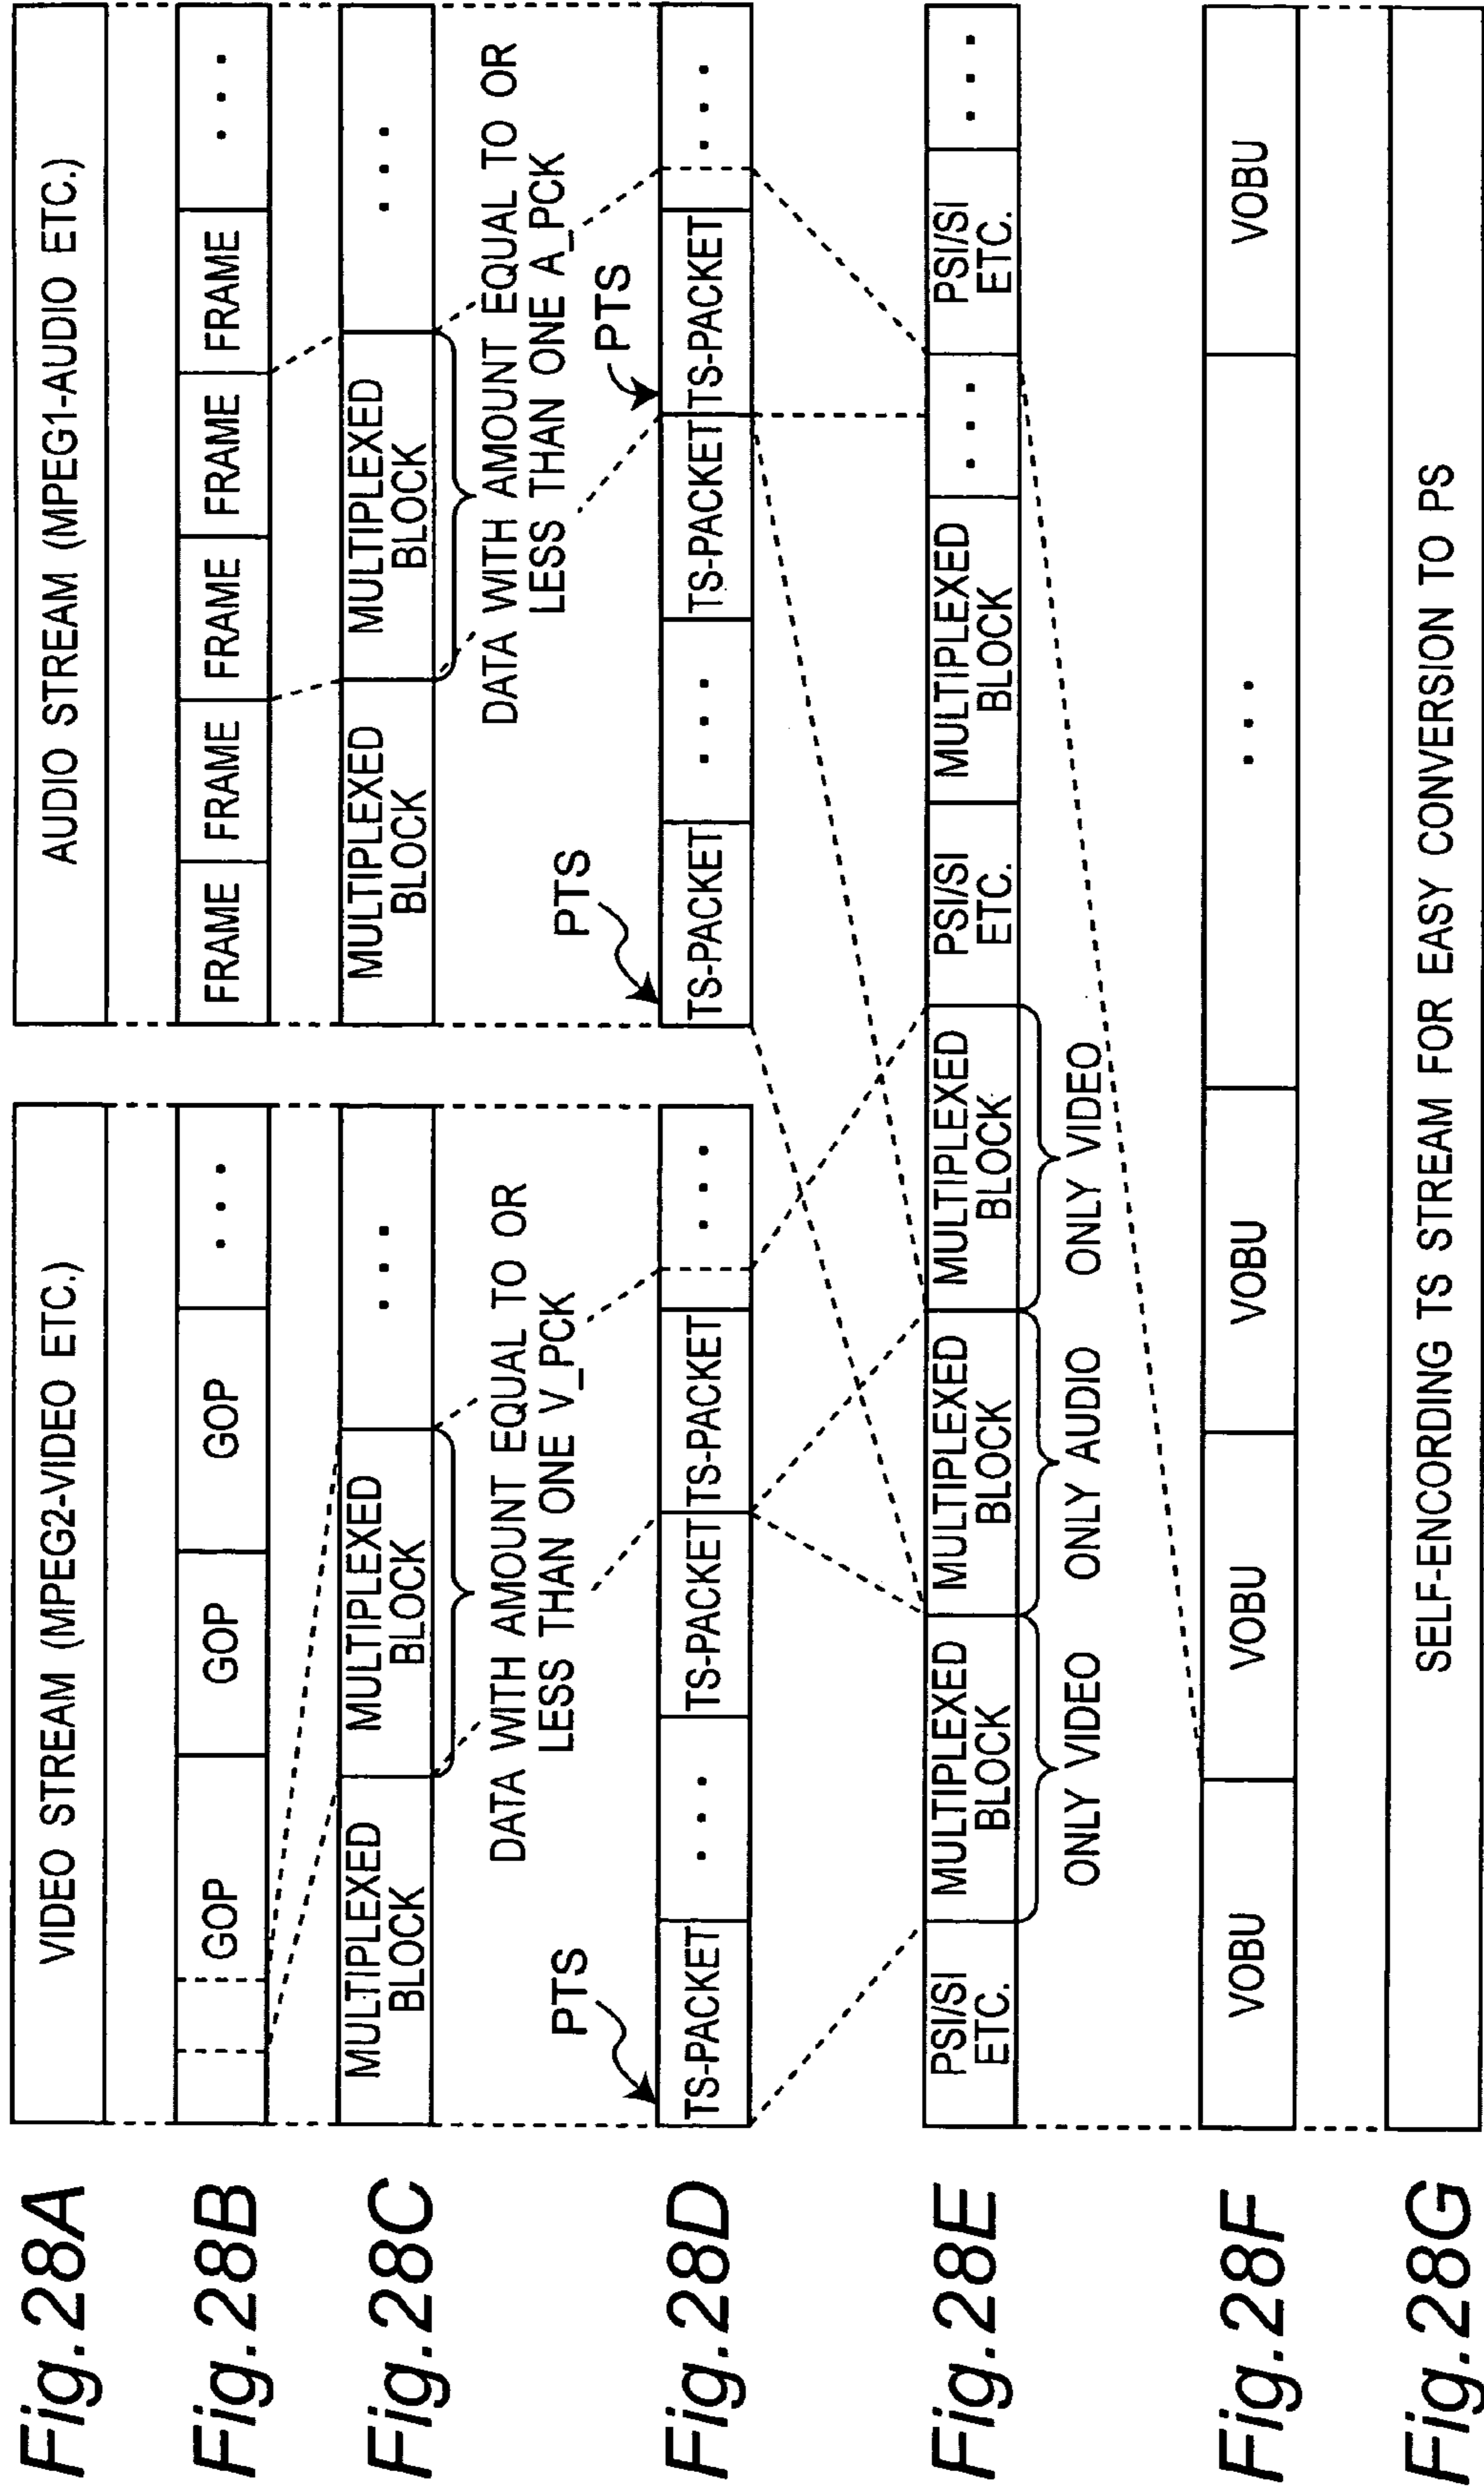 Fig.28A
VIDEO STREAM (MPEG2-VIDEO ETC.)
AUDIO STREAM (MPEG1-AUDIO ETC.)
Fig.28B
GOP
GOP
GOP
...
FRAME
FRAME
FRAME
FRAME
FRAME
...
Fig.28C
MULTIPLEXED
BLOCK
MULTIPLEXED
BLOCK
...
MULTIPLEXED
BLOCK
MULTIPLEXED
BLOCK
...
DATA WITH AMOUNT EQUAL TO OR
LESS THAN ONE V_PCK
DATA WITH AMOUNT EQUAL TO OR
LESS THAN ONE A_PCK
PTS
PTS
PTS
Fig.28D
TS-PACKET
...
TS-PACKET
TS-PACKET
...
TS-PACKET
...
TS-PACKET
TS-PACKET
...
Fig.28E
PSI/SI
ETC.
MULTIPLEXED
BLOCK
MULTIPLEXED
BLOCK
MULTIPLEXED
BLOCK
PSI/SI
ETC.
MULTIPLEXED
BLOCK
...
PSI/SI
ETC.
...
ONLY VIDEO
ONLY AUDIO
ONLY VIDEO
Fig.28F
VOBU
VOBU
VOBU
VOBU
...
VOBU
Fig.28G
SELF-ENCORDING TS STREAM FOR EASY CONVERSION TO PS